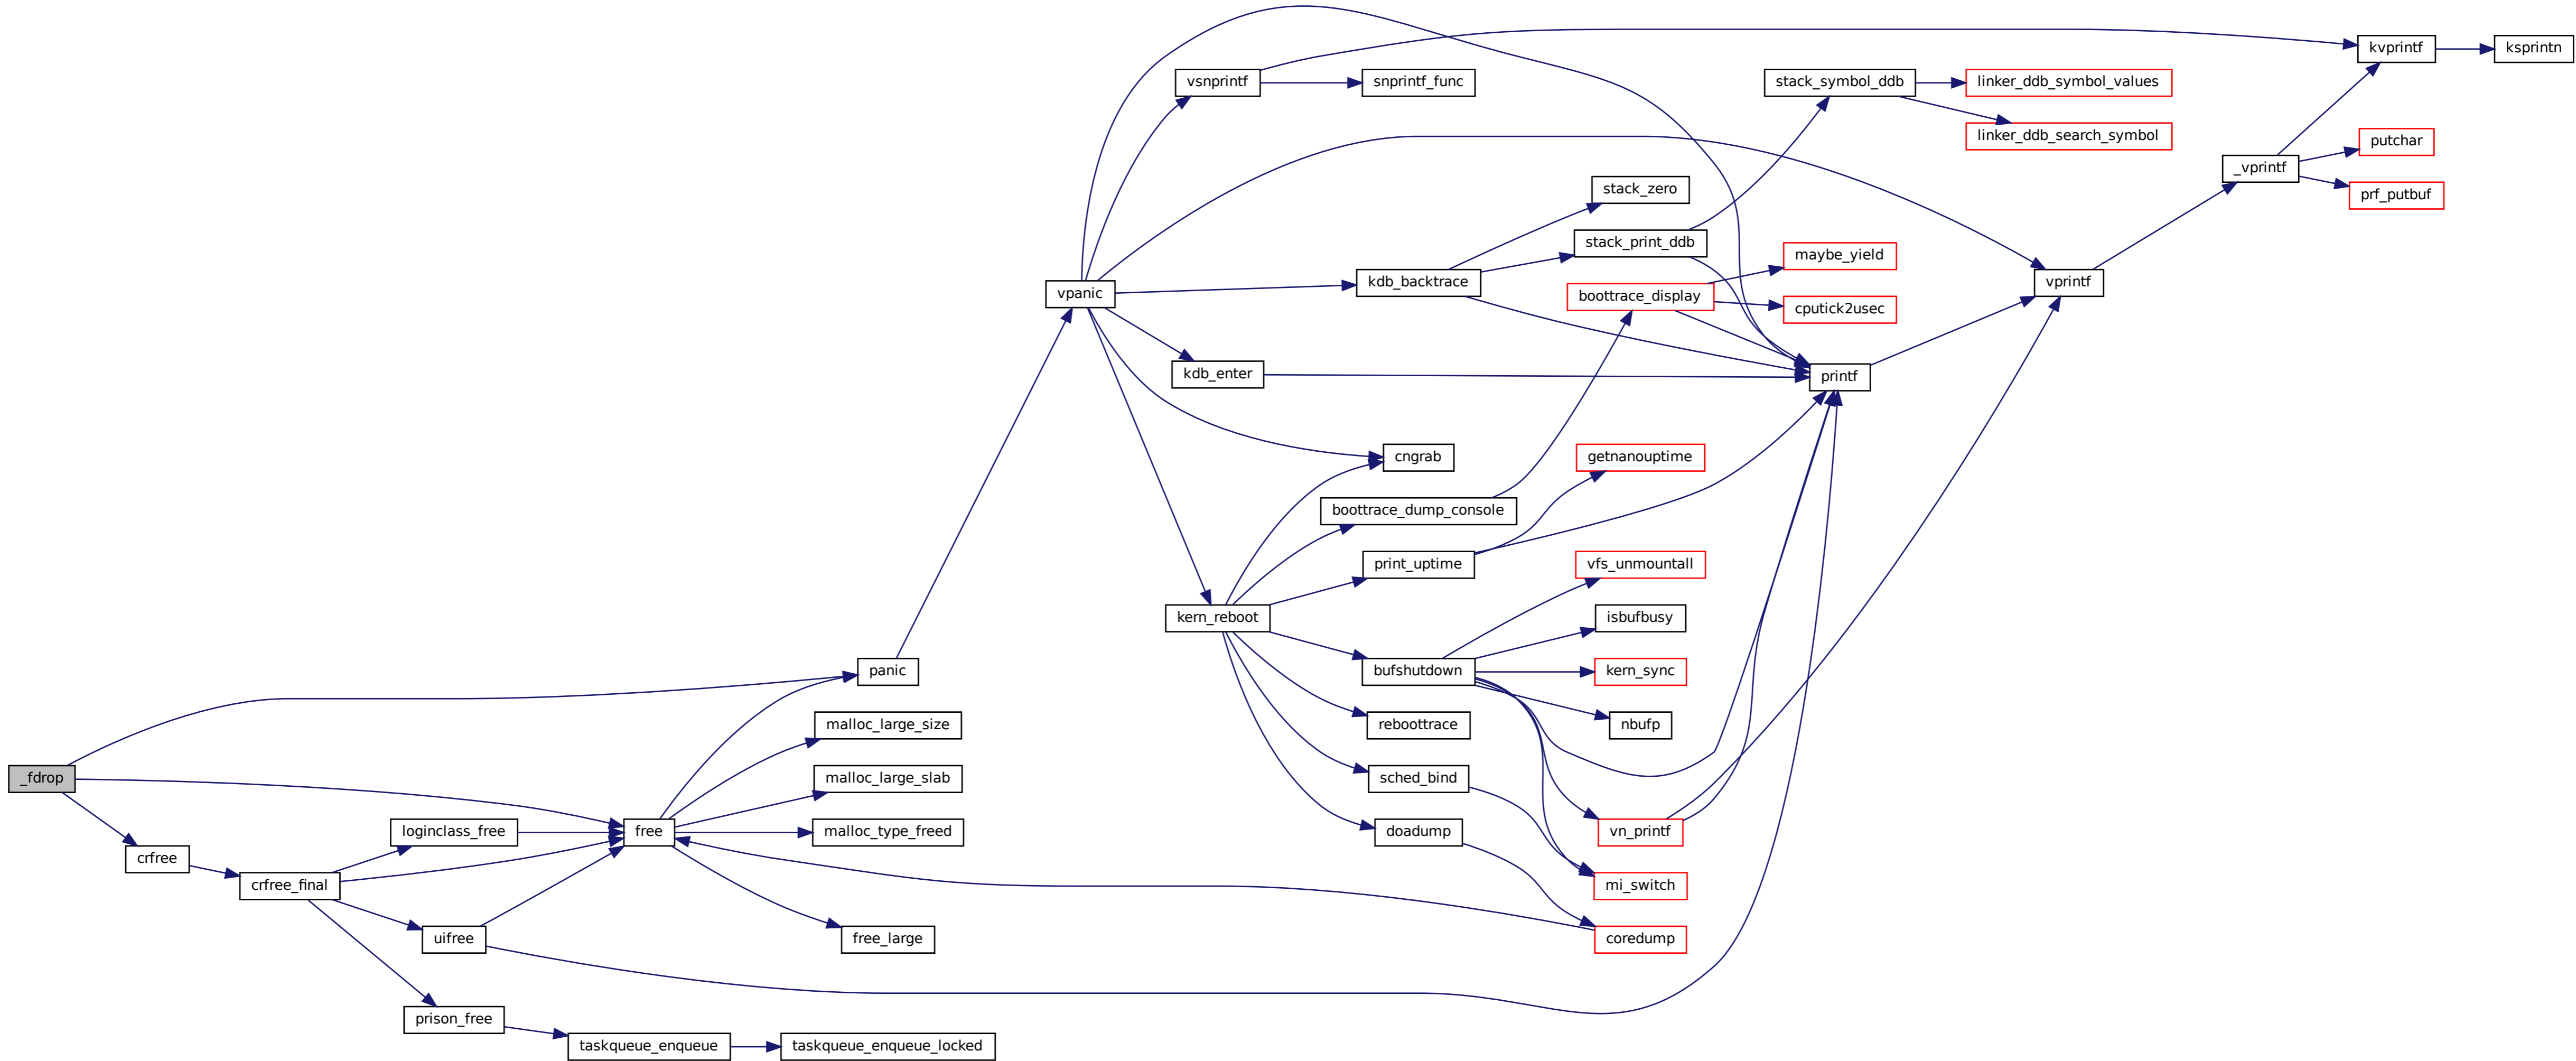 _fdrop
crfree
crfree_final
loginclass_free
uifree
prison_free
free
taskqueue_enqueue
panic
malloc_large_size
malloc_large_slab
malloc_type_freed
free_large
taskqueue_enqueue_locked
vpanic
vsnprintf
kdb_enter
kern_reboot
snprintf_func
kdb_backtrace
cngrab
boottrace_dump_console
print_uptime
bufshutdown
reboottrace
sched_bind
doadump
stack_zero
stack_print_ddb
boottrace_display
getnanouptime
vfs_unmountall
isbufbusy
kern_sync
nbufp
vn_printf
mi_switch
coredump
stack_symbol_ddb
maybe_yield
cputick2usec
printf
linker_ddb_symbol_values
linker_ddb_search_symbol
vprintf
_vprintf
kvprintf
putchar
prf_putbuf
ksprintn